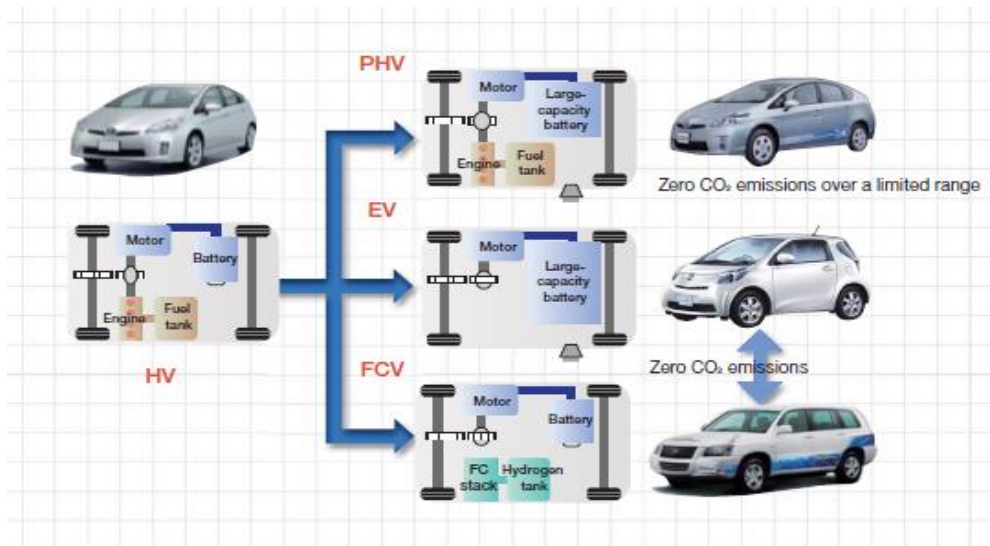 PHV
Motor
Large-
capacity
battery
Engine
Fuel
tank
Zero CO₂ emissions over a limited range
EV
Motor
Battery
Engine
Fuel
tank
HV
Motor
Large-
capacity
battery
Zero CO₂ emissions
FCV
Motor
Battery
FC
stack
Hydrogen
tank